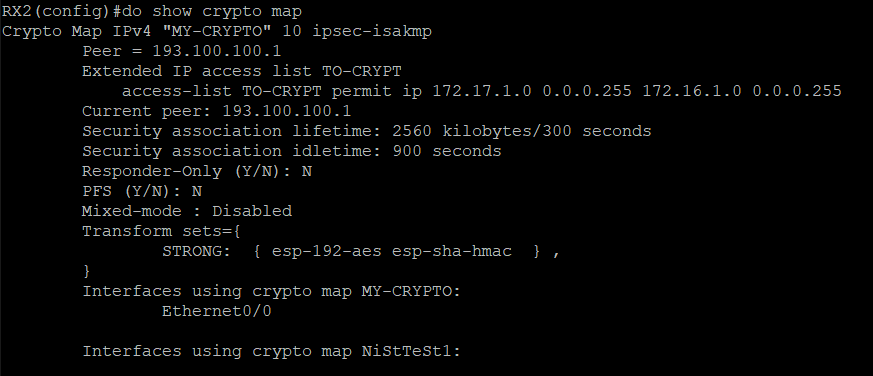 RX2(config)#do show crypto map
Crypto Map IPv4 "MY-CRYPTO" 10 ipsec-isakmp
Peer = 193.100.100.1
Extended IP access list TO-CRYPT
access-list TO-CRYPT permit ip 172.17.1.0 0.0.0.255 172.16.1.0 0.0.0.255
Current peer: 193.100.100.1
Security association lifetime: 2560 kilobytes/300 seconds
Security association idletime: 900 seconds
Responder-Only (Y/N): N
PFS (Y/N): N
Mixed-mode : Disabled
Transform sets={
STRONG:  { esp-192-aes esp-sha-hmac  } ,
}
Interfaces using crypto map MY-CRYPTO:
Ethernet0/0
Interfaces using crypto map NiStTeSt1: